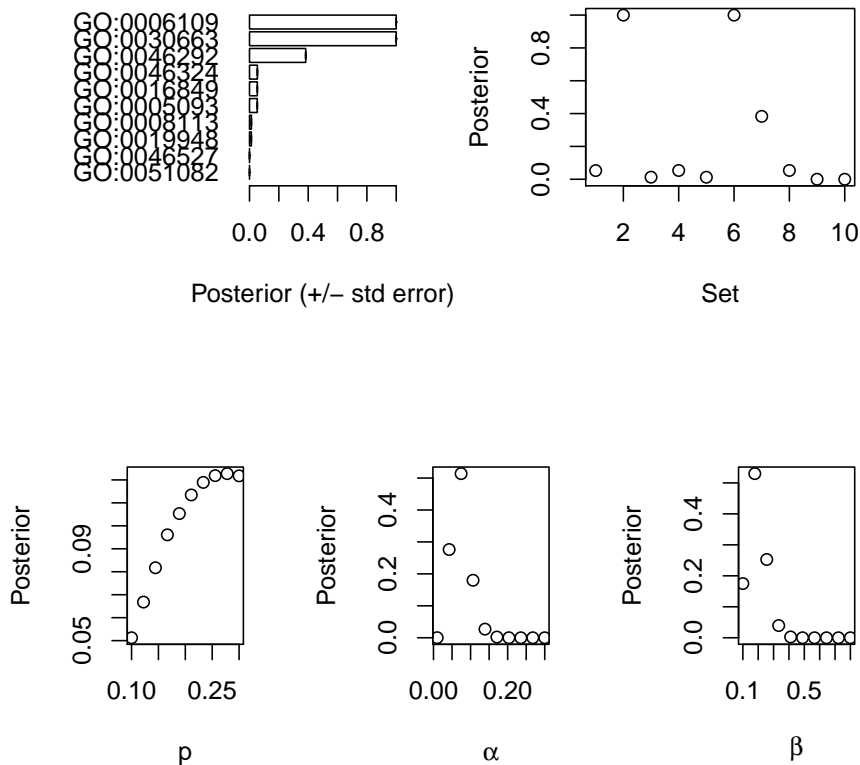 GO:0006109
GO:0030663
GO:0046292
GO:0046324
GO:0016849
GO:0005093
GO:0008113
GO:0019948
GO:0046527
GO:0051082
0.0 0.4 0.8
Posterior (+/− std error)
Posterior
0.0 0.4 0.8
2 4 6 8 10
Set
Posterior
0.05 0.09
0.10 0.25
p
Posterior
0.0 0.2 0.4
0.00 0.20
α
Posterior
0.0 0.2 0.4
0.1 0.5
β